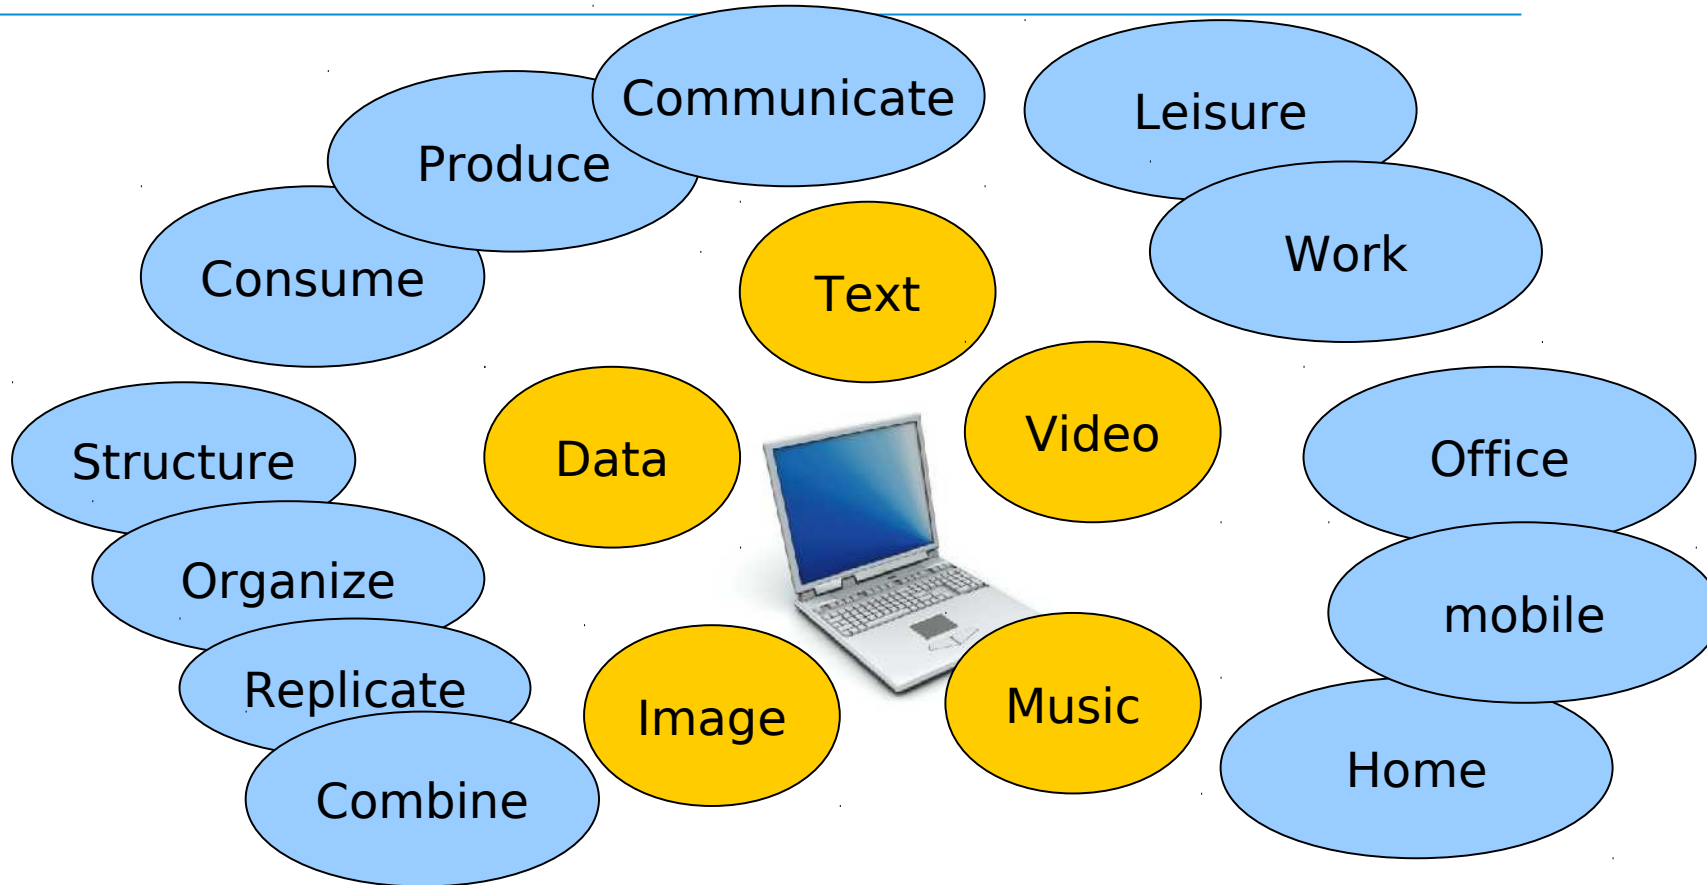 Communicate
Leisure
Produce
Work
Consume
Text
Video
Structure
Data
Office
Organize
mobile
Replicate
Image
Music
Home
Combine